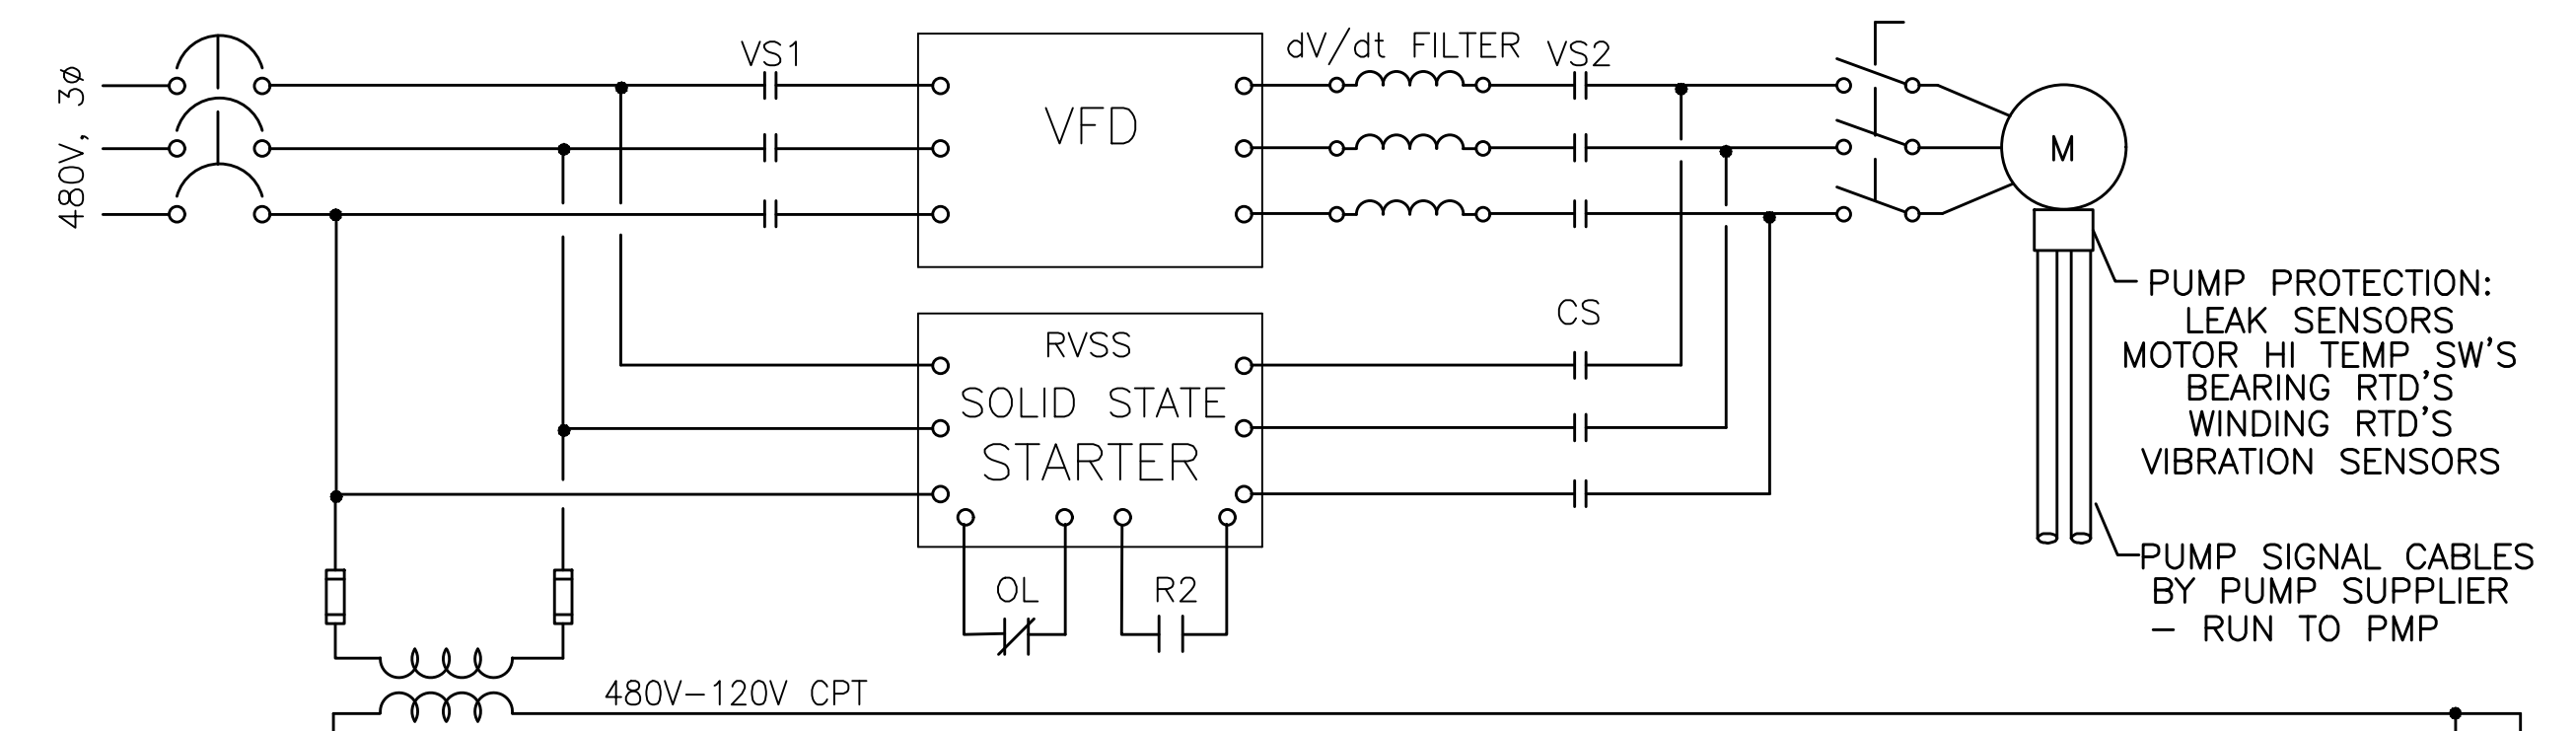 480V, 3ø
VS1
VFD
dV/dt FILTER
VS2
M
RVSS
SOLID STATE
STARTER
CS
OL
R2
PUMP PROTECTION:
LEAK SENSORS
MOTOR HI TEMP SW'S
BEARING RTD'S
WINDING RTD'S
VIBRATION SENSORS
PUMP SIGNAL CABLES
BY PUMP SUPPLIER
- RUN TO PMP
480V-120V CPT